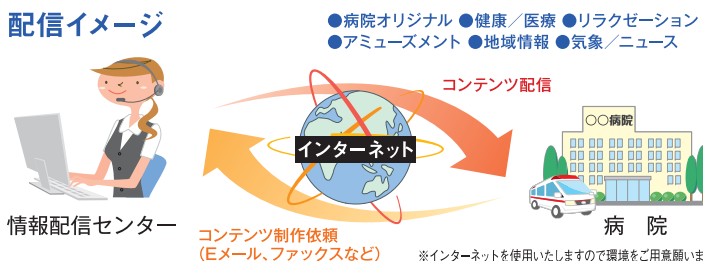 配信イメージ
●病院オリジナル ●健康／医療 ●リラクゼーション
●アミューズメント ●地域情報 ●気象／ニュース
コンテンツ配信
〇〇病院
インターネット
情報配信センター
病 院
コンテンツ制作依頼
（Eメール、ファックスなど）
※インターネットを使用いたしますので環境をご用意願いま